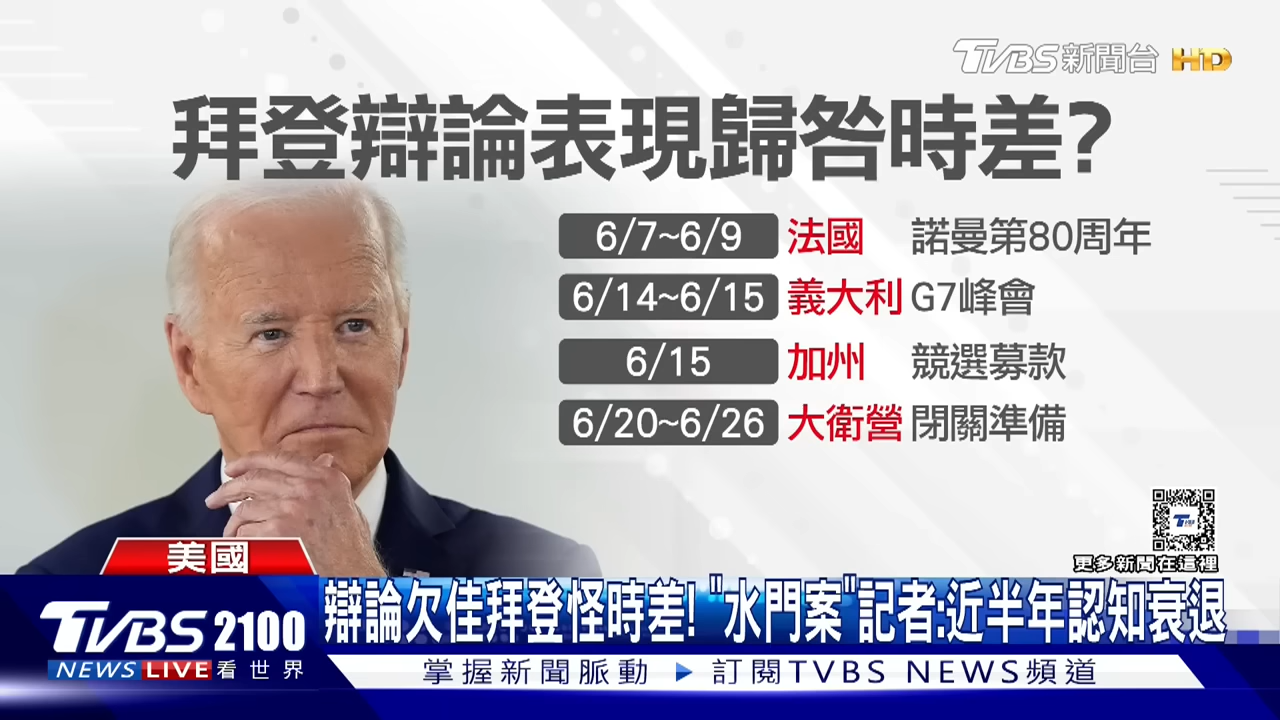 TVBS新聞台 HD
拜登辯論表現歸咎時差?
6/7~6/9 法國 諾曼第80周年
6/14~6/15 義大利 G7峰會
6/15 加州 競選募款
6/20~6/26 大衛營 閉關準備
TVBS
更多新聞在這裡
美國
辯論欠佳拜登怪時差! "水門案"記者:近半年認知衰退
TVBS 2100
NEWS LIVE 看世界
掌握新聞脈動 ▶ 訂閱TVBS NEWS頻道